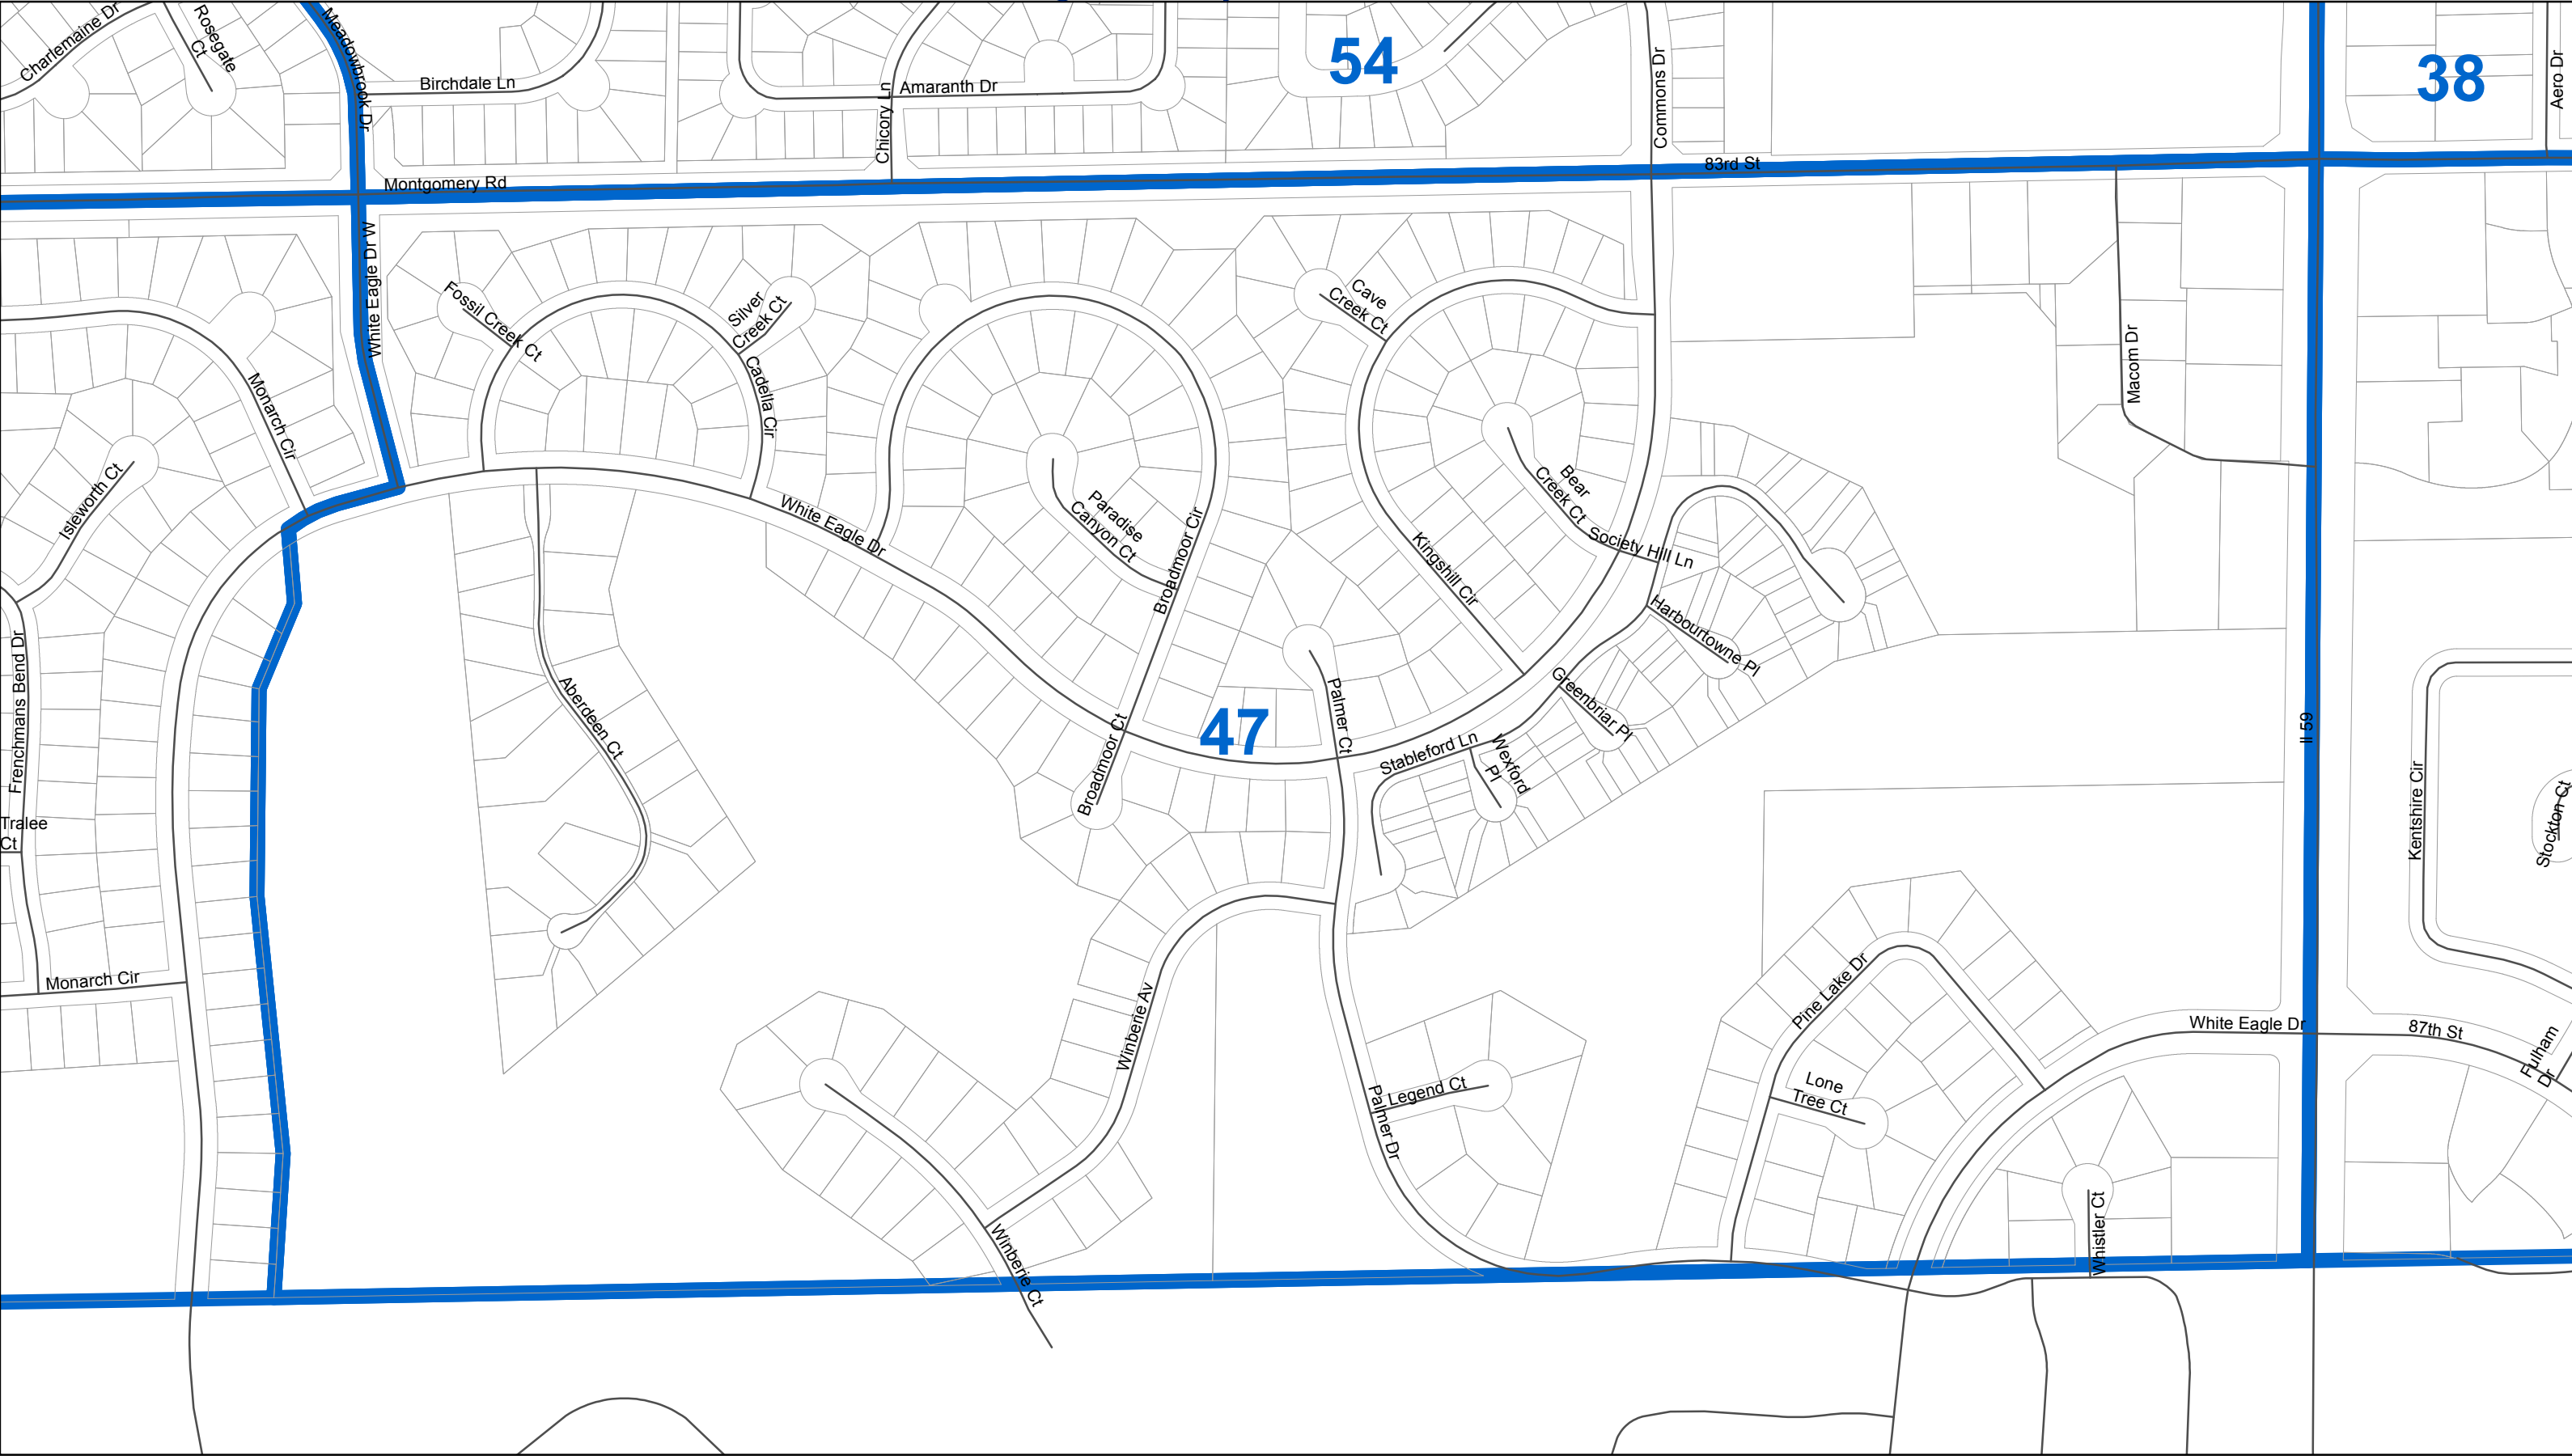 Charlemaine Dr
Rosegate
Ct
Meadowbrook Dr
Birchdale Ln
Chicory Ln
Amaranth Dr
54
Commons Dr
38
Aero Dr
Montgomery Rd
83rd St
White Eagle Dr W
Fossil Creek Ct
Silver
Creek Ct
Cadella Cir
Cave
Creek Ct
Macom Dr
Monarch Cir
Isleworth Ct
White Eagle Dr
Paradise
Canyon Ct
Broadmoor Cir
Bear
Creek Ct
Society Hill Ln
Kingshill Cir
Harbourtowne Pl
Greenbriar Pl
Frenchmans Bend Dr
Aberdeen Ct
Broadmoor Ct
47
Palmer Ct
Stableford Ln
Wexford
Pl
Il 59
Kentshire Cir
Stockton Ct
Tralee
Ct
Monarch Cir
Winberie Av
Pine Lake Dr
White Eagle Dr
87th St
Fulham
Dr
Legend Ct
Palmer Dr
Lone
Tree Ct
Whistler Ct
Winberie Ct